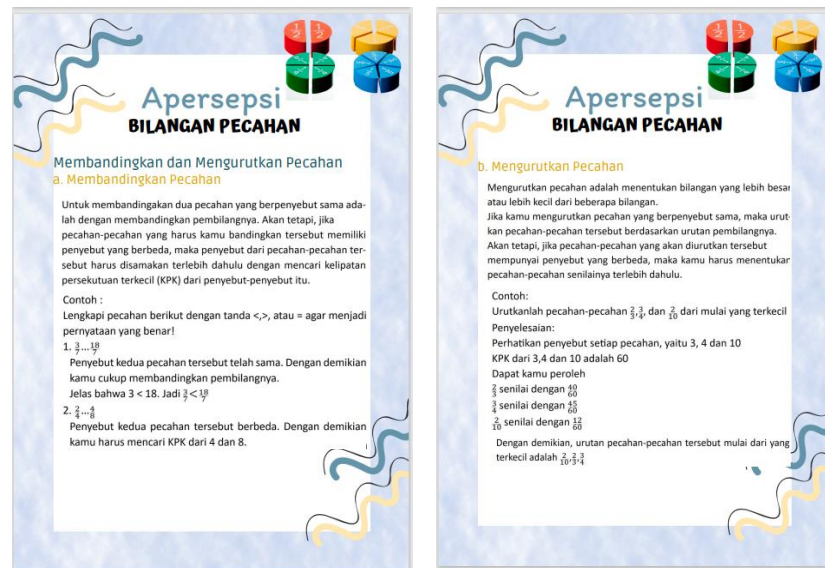 Apersepsi
BILANGAN PECAHAN
Membandingkan dan Mengurutkan Pecahan
a. Membandingkan Pecahan
Untuk membandingakan dua pecahan yang berpenyebut sama ada-
lah dengan membandingkan pembilangnya. Akan tetapi, jika
pecahan-pecahan yang harus kamu bandingkan tersebut memiliki
penyebut yang berbeda, maka penyebut dari pecahan-pecahan ter-
sebut harus disamakan terlebih dahulu dengan mencari kelipatan
persekutuan terkecil (KPK) dari penyebut-penyebut itu.
Contoh :
Lengkapi pecahan berikut dengan tanda <,>, atau = agar menjadi
pernyataan yang benar!
1. 3/7...18/7
Penyebut kedua pecahan tersebut telah sama. Dengan demikian
kamu cukup membandingkan pembilangnya.
Jelas bahwa 3 < 18. Jadi 3/7 < 18/7
2. 2/4...4/8
Penyebut kedua pecahan tersebut berbeda. Dengan demikian
kamu harus mencari KPK dari 4 dan 8.
1/2 1/2
Apersepsi
BILANGAN PECAHAN
b. Mengurutkan Pecahan
Mengurutkan pecahan adalah menentukan bilangan yang lebih besar
atau lebih kecil dari beberapa bilangan.
Jika kamu mengurutkan pecahan yang berpenyebut sama, maka urut-
kan pecahan-pecahan tersebut berdasarkan urutan pembilangnya.
Akan tetapi, jika pecahan-pecahan yang akan diurutkan tersebut
mempunyai penyebut yang berbeda, maka kamu harus menentukan
pecahan-pecahan senilainya terlebih dahulu.
Contoh:
Urutkanlah pecahan-pecahan 2/3, 3/4, dan 2/10 dari mulai yang terkecil
Penyelesaian:
Perhatikan penyebut setiap pecahan, yaitu 3, 4 dan 10
KPK dari 3,4 dan 10 adalah 60
Dapat kamu peroleh
2/3 senilai dengan 40/60
3/4 senilai dengan 45/60
2/10 senilai dengan 12/60
Dengan demikian, urutan pecahan-pecahan tersebut mulai dari yang
terkecil adalah 2/10, 2/3, 3/4
1/2 1/2